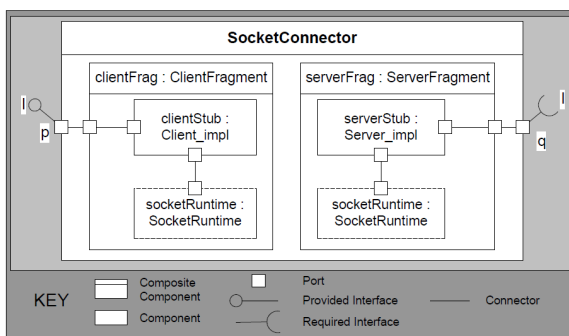 SocketConnector
clientFrag : ClientFragment
serverFrag : ServerFragment
I
p
clientStub :
Client_impl
serverStub :
Server_impl
I
q
socketRuntime :
SocketRuntime
socketRuntime :
SocketRuntime
KEY
Composite
Component
Component
Port
Provided Interface
Required Interface
Connector